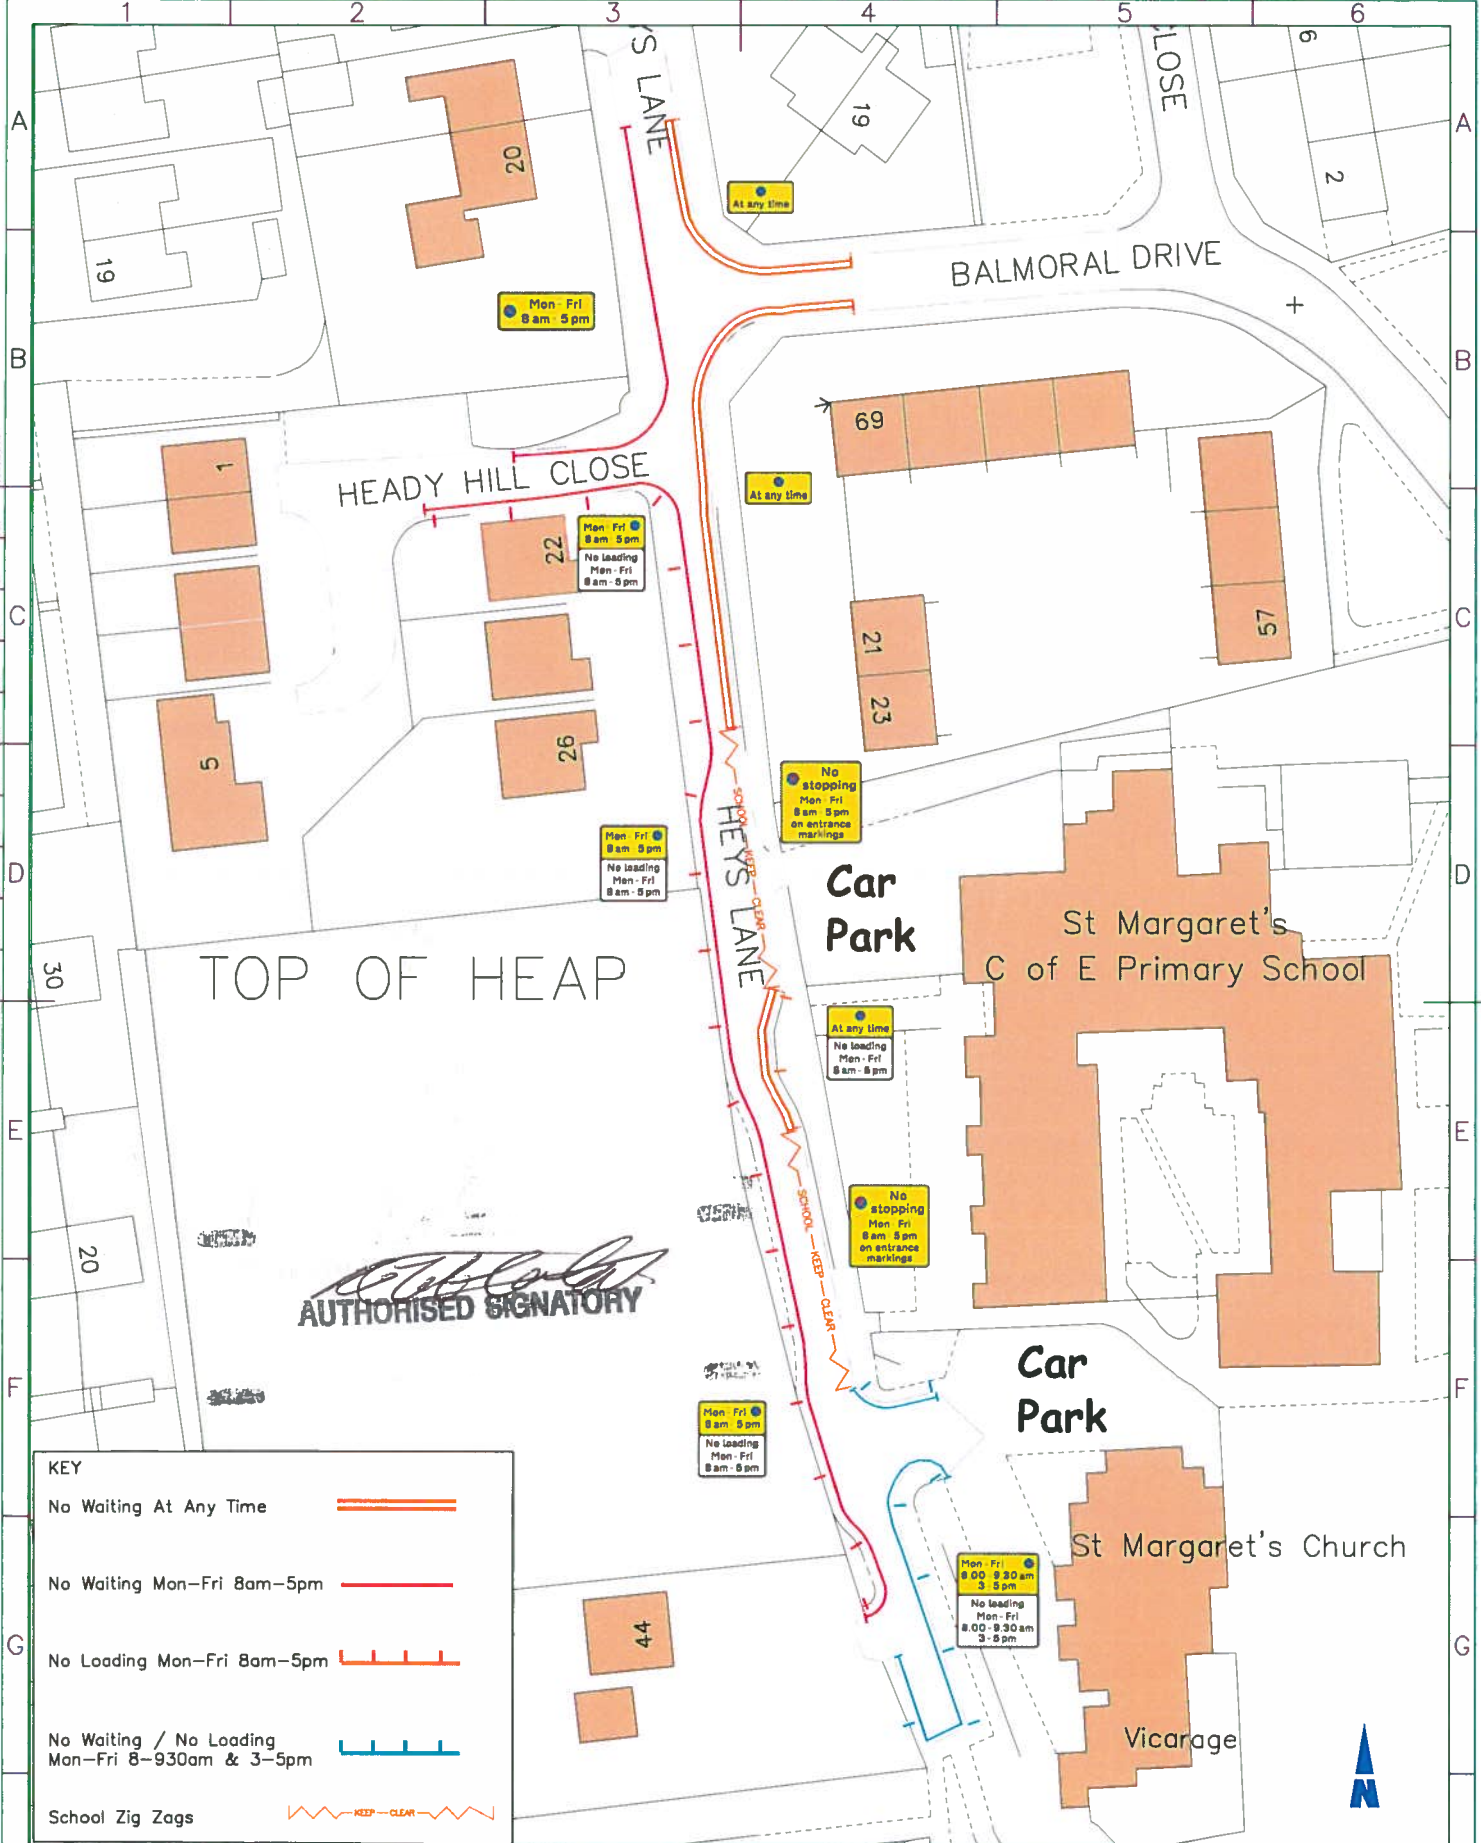 1 2 3 4 5 6
A
A
B
B
C
C
D
D
E
E
F
F
G
G
'S LANE
LOSE
6
19
2
20
19
At any time
BALMORAL DRIVE
Mon - Fri
8 am - 5 pm
69
1
HEADY HILL CLOSE
At any time
22
Mon - Fri
8 am - 5 pm
No loading
Mon - Fri
8 am - 5 pm
21
57
23
26
5
No
stopping
Mon - Fri
8 am - 5 pm
on entrance
markings
SCHOOL KEEP CLEAR
HEYS LANE
Mon - Fri
8 am - 5 pm
No loading
Mon - Fri
8 am - 5 pm
Car
Park
St Margaret's
C of E Primary School
TOP OF HEAP
30
At any time
No loading
Mon - Fri
8 am - 5 pm
No
stopping
Mon - Fri
8 am - 5 pm
on entrance
markings
SCHOOL KEEP CLEAR
20
AUTHORISED SIGNATORY
Car
Park
Mon - Fri
8 am - 5 pm
No loading
Mon - Fri
8 am - 5 pm
KEY
No Waiting At Any Time
No Waiting Mon-Fri 8am-5pm
No Loading Mon-Fri 8am-5pm
No Waiting / No Loading
Mon-Fri 8-930am & 3-5pm
School Zig Zags
KEEP CLEAR
St Margaret's Church
Mon - Fri
8.00 - 9.30 am
3 - 5 pm
No loading
Mon - Fri
8.00 - 9.30 am
3 - 5 pm
44
Vicarage
N